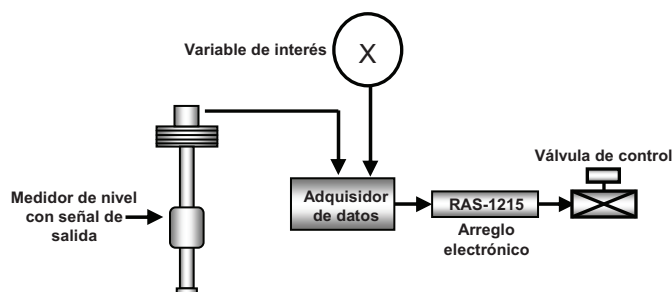 Variable de interés
X
Válvula de control
Medidor de nivel
con señal de
salida
Adquisidor
de datos
RAS-1215
Arreglo
electrónico